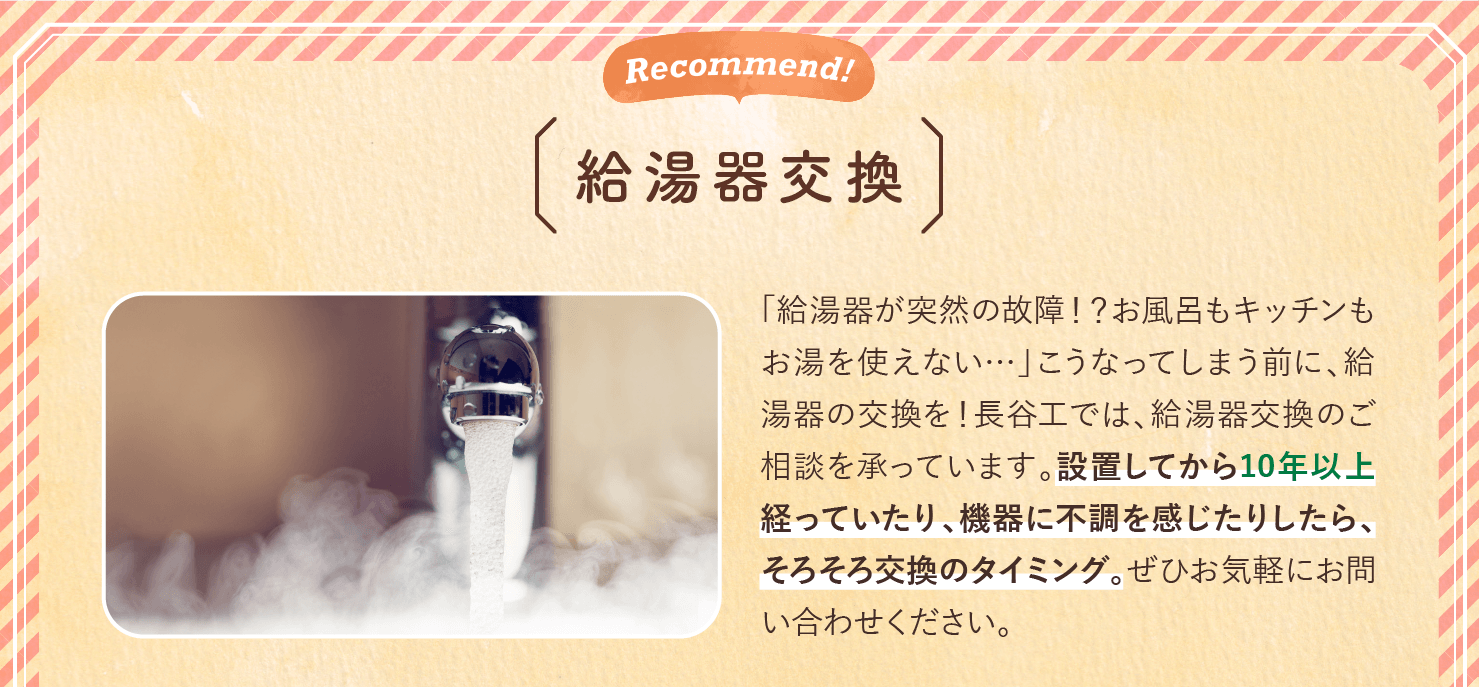 Recommend!
給湯器交換
「給湯器が突然の故障！？お風呂もキッチンも
お湯を使えない…」こうなってしまう前に、給
湯器の交換を！長谷工では、給湯器交換のご
相談を承っています。設置してから10年以上
経っていたり、機器に不調を感じたりしたら、
そろそろ交換のタイミング。ぜひお気軽にお問
い合わせください。